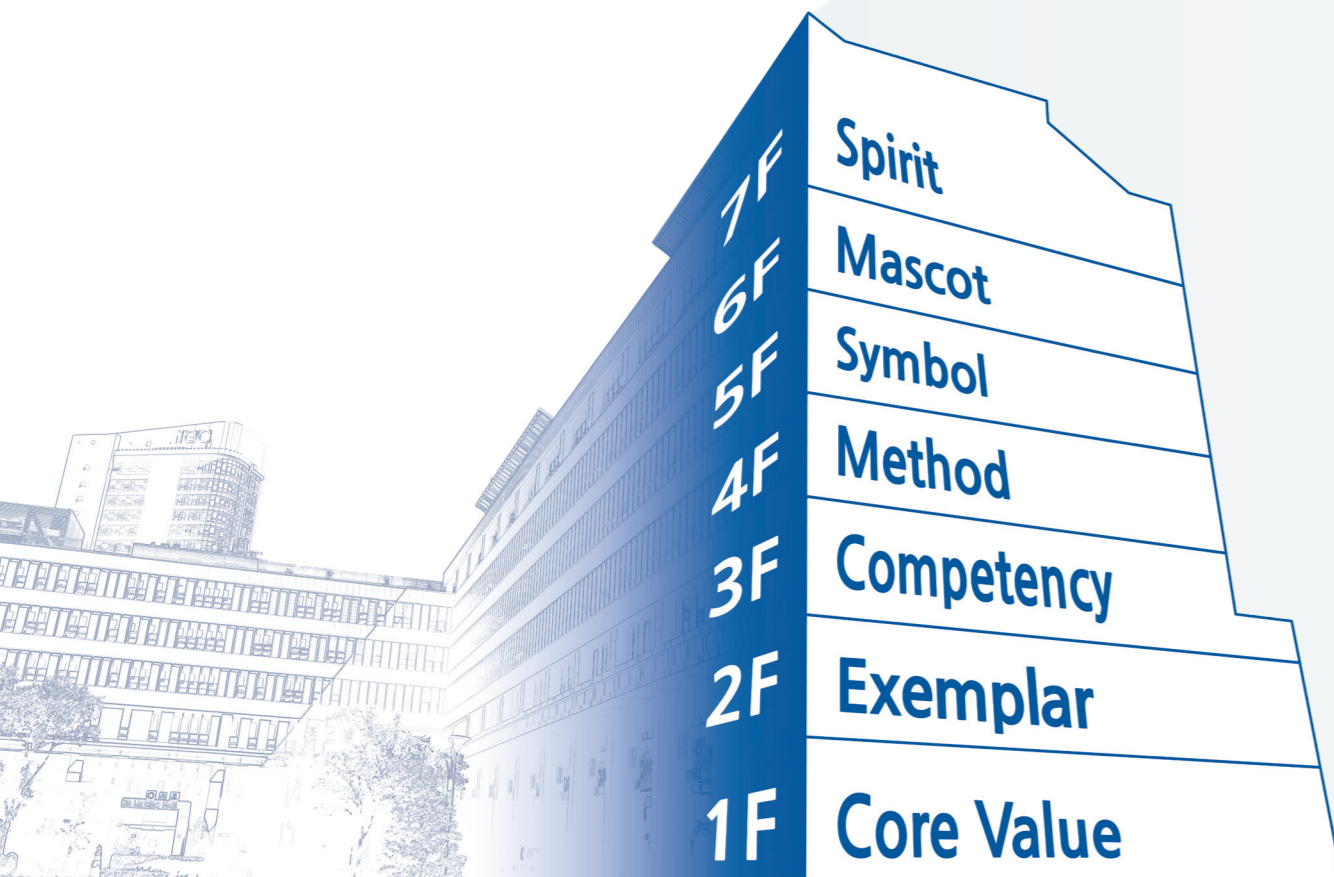 7F Spirit
6F Mascot
5F Symbol
4F Method
3F Competency
2F Exemplar
1F Core Value